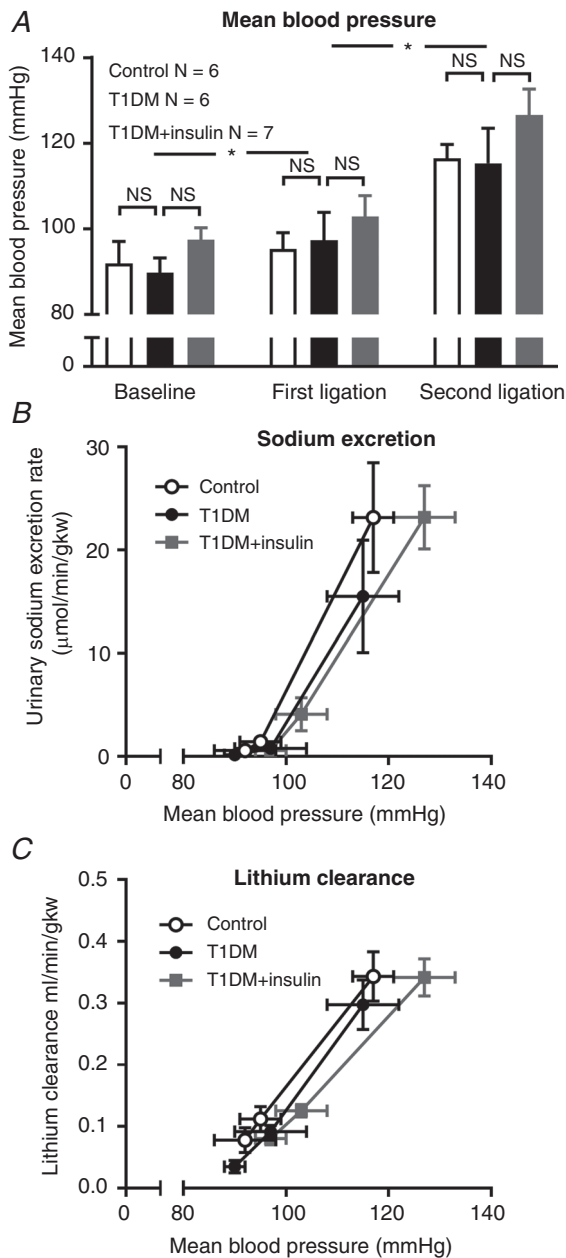 A
Mean blood pressure
Mean blood pressure (mmHg)
140
120
100
80
0
Control N = 6
T1DM N = 6
T1DM+insulin N = 7
*
*
NS
NS
NS
NS
NS
NS
Baseline
First ligation
Second ligation
B
Sodium excretion
Urinary sodium excretion rate
(μmol/min/gkw)
30
20
10
0
Control
T1DM
T1DM+insulin
0
80
100
120
140
Mean blood pressure (mmHg)
C
Lithium clearance
Lithium clearance ml/min/gkw
0.5
0.4
0.3
0.2
0.1
0.0
Control
T1DM
T1DM+insulin
0
80
100
120
140
Mean blood pressure (mmHg)